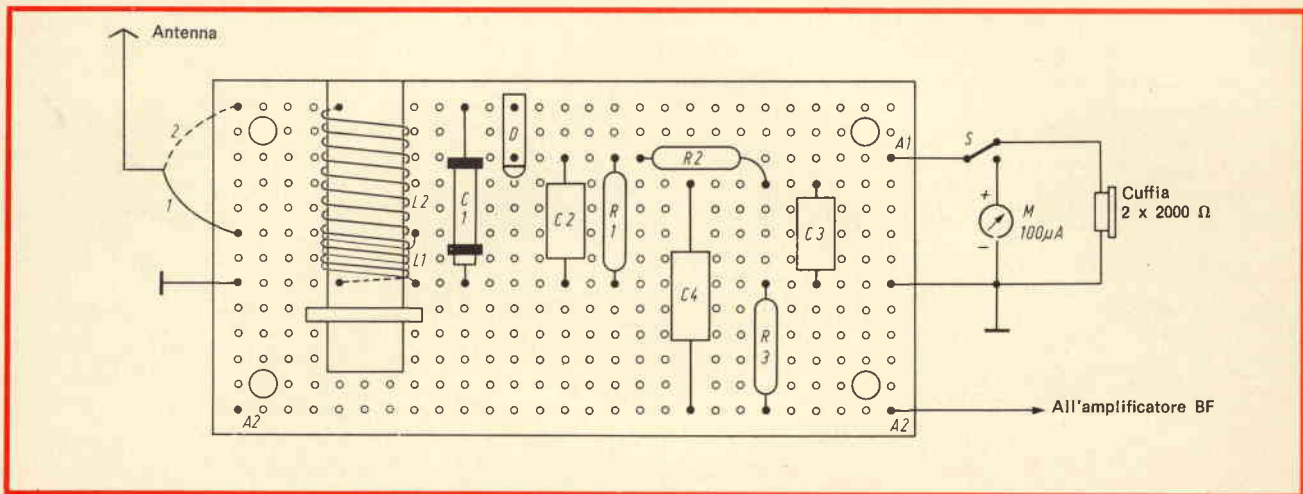 Antenna
2
1
A2
L2
L1
C1
D
C2
R1
R2
C4
R3
C3
A1
S
+
M
100µA
−
Cuffia
2 x 2000 Ω
A2
All'amplificatore BF